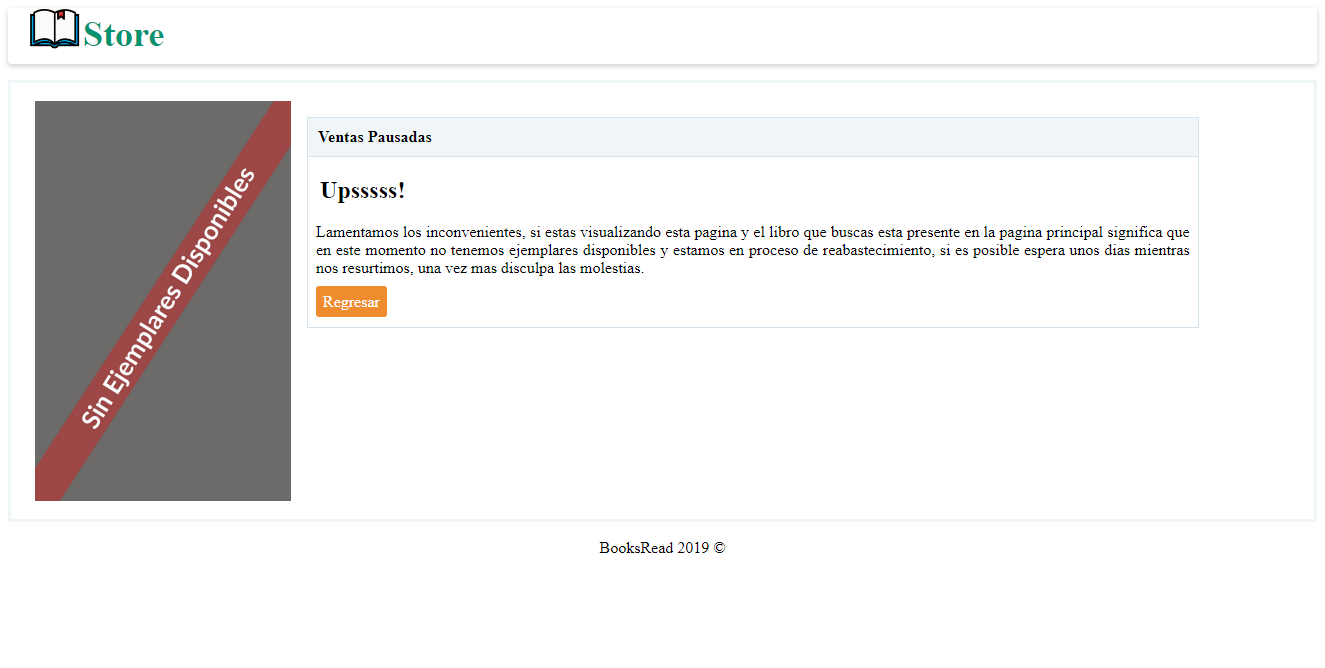 Store
Sin Ejemplares Disponibles
Ventas Pausadas
Upsssss!
Lamentamos los inconvenientes, si estas visualizando esta pagina y el libro que buscas esta presente en la pagina principal significa que
en este momento no tenemos ejemplares disponibles y estamos en proceso de reabastecimiento, si es posible espera unos dias mientras
nos resurtimos, una vez mas disculpa las molestias.
Regresar
BooksRead 2019 ©